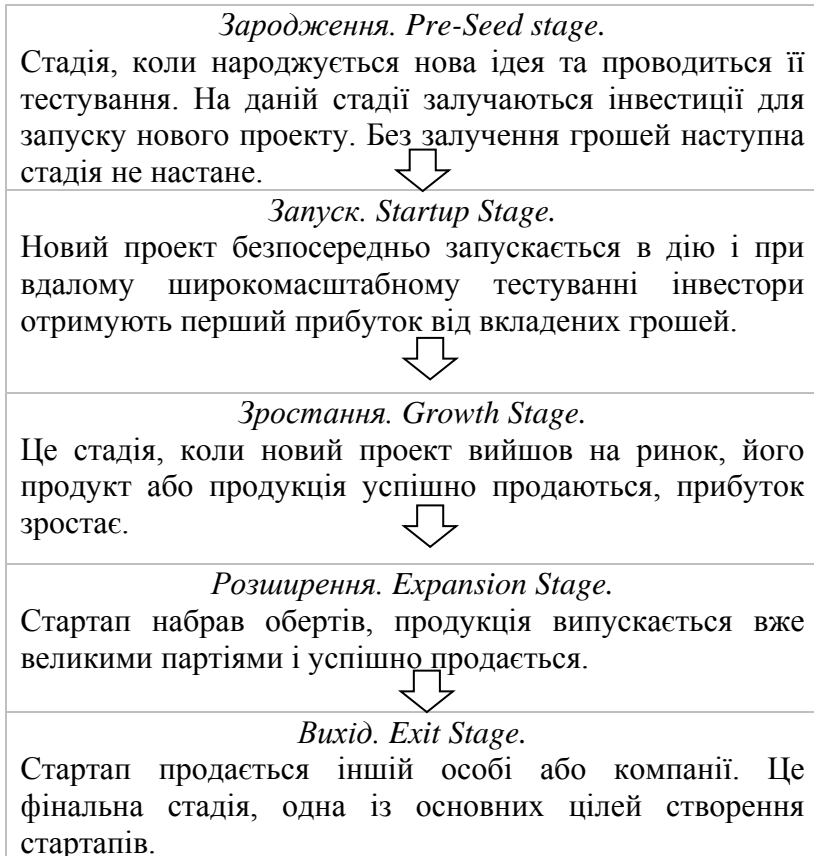 Зародження. Pre-Seed stage.
Стадія, коли народжується нова ідея та проводиться її
тестування. На даній стадії залучаються інвестиції для
запуску нового проекту. Без залучення грошей наступна
стадія не настане.
Запуск. Startup Stage.
Новий проект безпосередньо запускається в дію і при
вдалому широкомасштабному тестуванні інвестори
отримують перший прибуток від вкладених грошей.
Зростання. Growth Stage.
Це стадія, коли новий проект вийшов на ринок, його
продукт або продукція успішно продаються, прибуток
зростає.
Розширення. Expansion Stage.
Стартап набрав обертів, продукція випускається вже
великими партіями і успішно продається.
Вихід. Exit Stage.
Стартап продається іншій особі або компанії. Це
фінальна стадія, одна із основних цілей створення
стартапів.